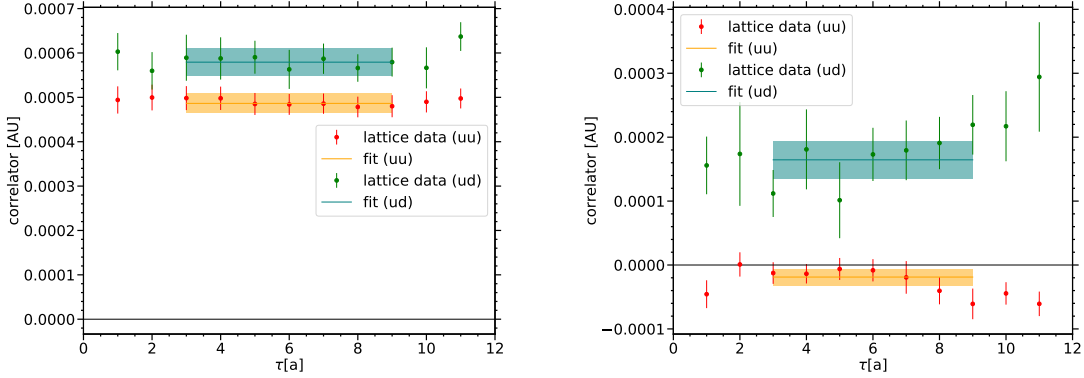 0.0007
0.0006
0.0005
0.0004
0.0003
0.0002
0.0001
0.0000
correlator [AU]
lattice data (uu)
fit (uu)
lattice data (ud)
fit (ud)
0 2 4 6 8 10 12
τ[a]
0.0004
0.0003
0.0002
0.0001
0.0000
−0.0001
correlator [AU]
lattice data (uu)
fit (uu)
lattice data (ud)
fit (ud)
0 2 4 6 8 10 12
τ[a]